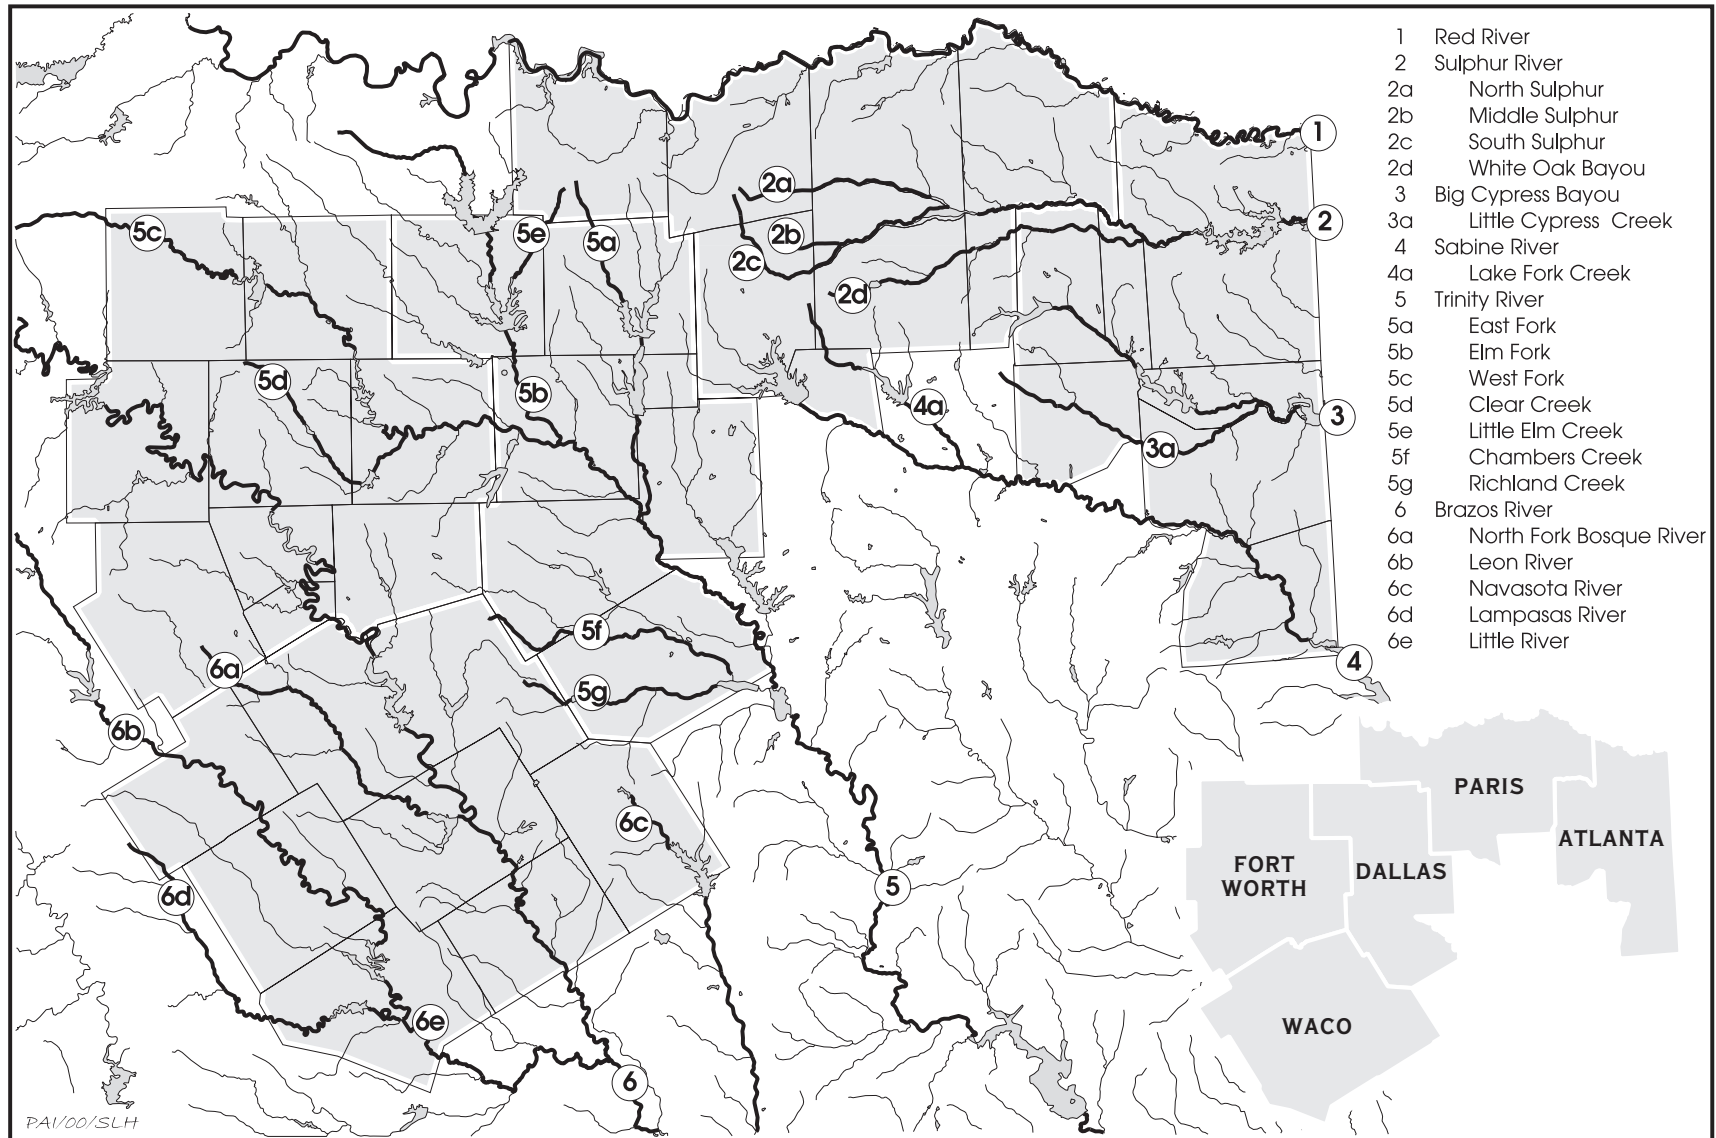 1 Red River
2 Sulphur River
2a North Sulphur
2b Middle Sulphur
2c South Sulphur
2d White Oak Bayou
3 Big Cypress Bayou
3a Little Cypress Creek
4 Sabine River
4a Lake Fork Creek
5 Trinity River
5a East Fork
5b Elm Fork
5c West Fork
5d Clear Creek
5e Little Elm Creek
5f Chambers Creek
5g Richland Creek
6 Brazos River
6a North Fork Bosque River
6b Leon River
6c Navasota River
6d Lampasas River
6e Little River
1
2a
2
5c
5e
5a
2b
2c
2d
5d
5b
4a
3
3a
5f
4
6a
5g
6b
6c
5
6d
6e
6
PARIS
ATLANTA
FORT
WORTH
DALLAS
WACO
PAI/00/SLH